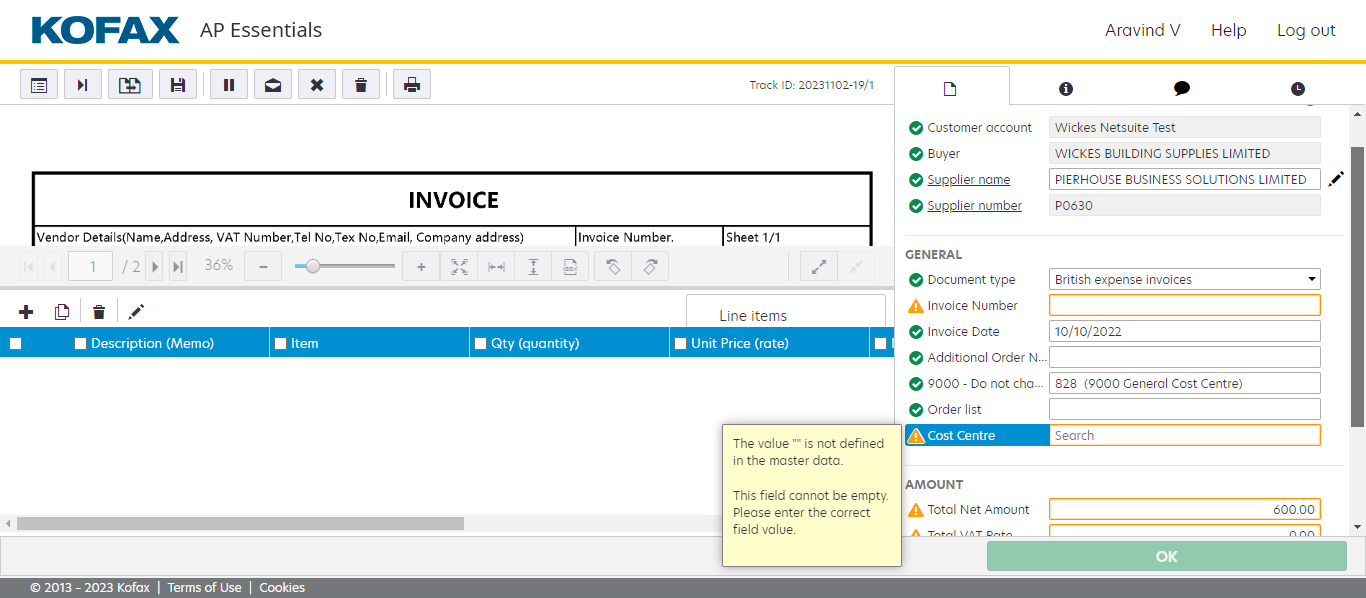 KOFAX AP Essentials
Aravind V Help Log out
Track ID: 20231102-19/1
Customer account Wickes Netsuite Test
Buyer WICKES BUILDING SUPPLIES LIMITED
Supplier name PIERHOUSE BUSINESS SOLUTIONS LIMITED
Supplier number P0630
INVOICE
Vendor Details(Name,Address, VAT Number,Tel No,Tex No,Email, Company address) Invoice Number. Sheet 1/1
1 / 2 36%
GENERAL
Document type British expense invoices
Invoice Number
Invoice Date 10/10/2022
Additional Order N...
9000 - Do not cha... 828 (9000 General Cost Centre)
Order list
Cost Centre Search
Line items
Description (Memo) Item Qty (quantity) Unit Price (rate)
The value "" is not defined
in the master data.
This field cannot be empty.
Please enter the correct
field value.
AMOUNT
Total Net Amount 600.00
Total VAT Rate 0.00
OK
© 2013 - 2023 Kofax | Terms of Use | Cookies